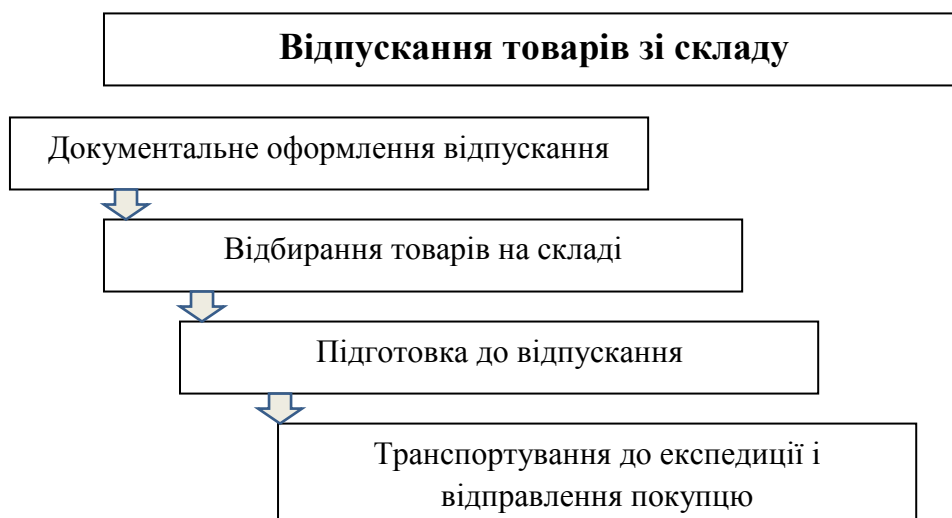 Відпускання товарів зі складу
Документальне оформлення відпускання
Відбирання товарів на складі
Підготовка до відпускання
Транспортування до експедиції і
відправлення покупцю